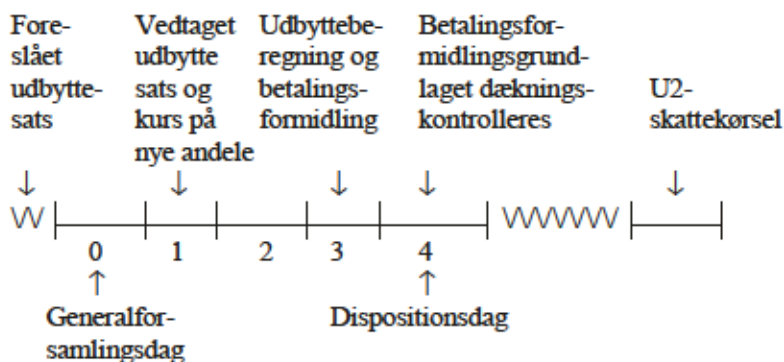 Fore-
slået
udbytte-
sats
Vedtaget
udbytte
sats og
kurs på
nye andele
Udbyttebe-
regning og
betalings-
formidling
Betalingsfor-
midlingsgrund-
laget dæknings-
kontrolleres
U2-
skattekørsel
0 1 2 3 4
Generalfor-
samlingsdag
Dispositionsdag